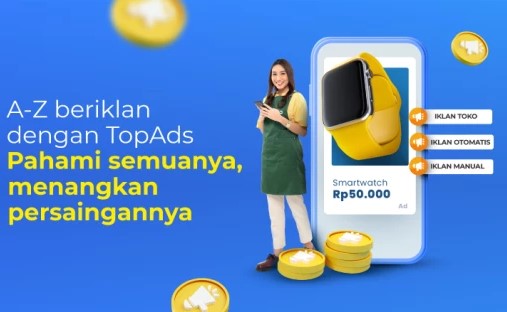 A-Z beriklan
dengan TopAds
Pahami semuanya,
menangkan
persaingannya
IKLAN TOKO
IKLAN OTOMATIS
IKLAN MANUAL
Smartwatch
Rp50.000
Ad